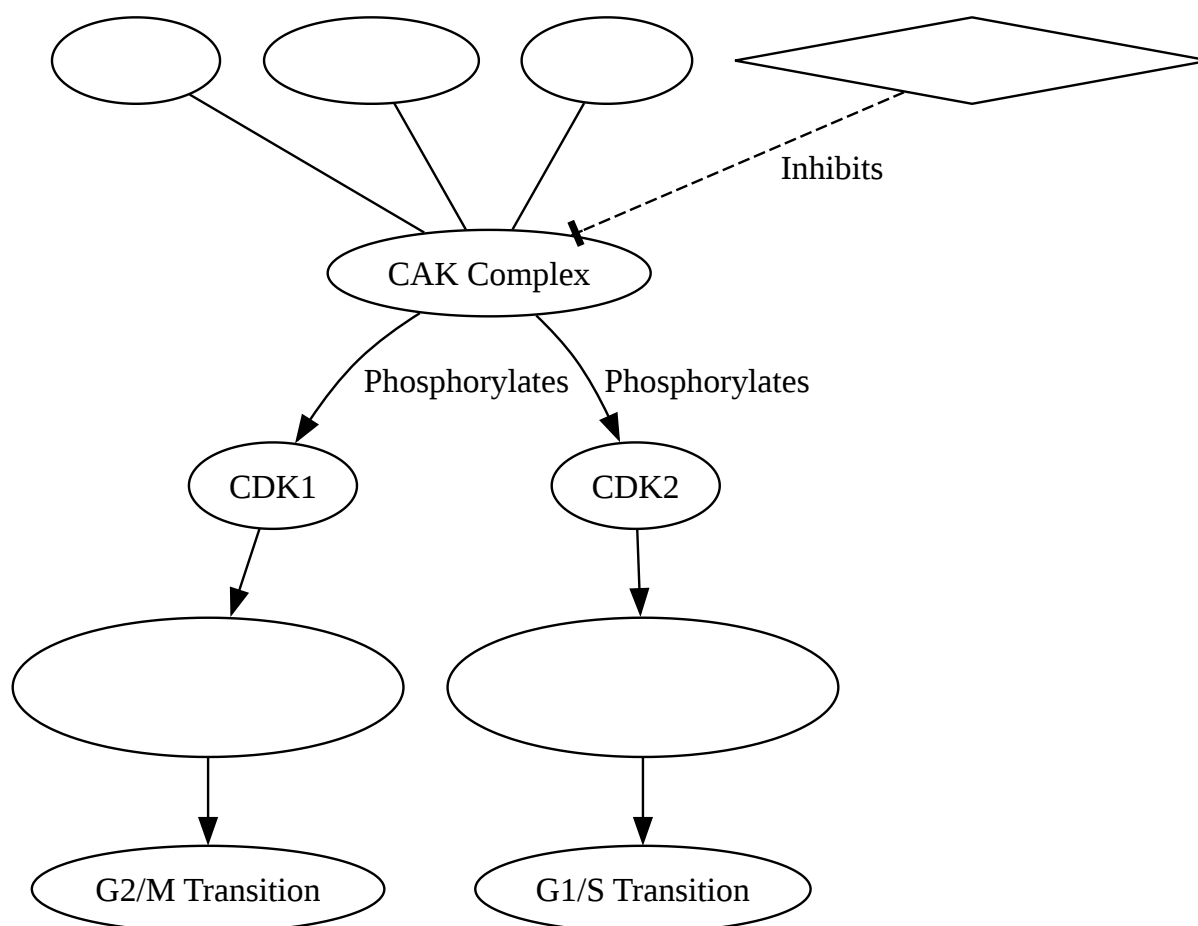 Inhibits
CAK Complex
Phosphorylates
Phosphorylates
CDK1
CDK2
G2/M Transition
G1/S Transition